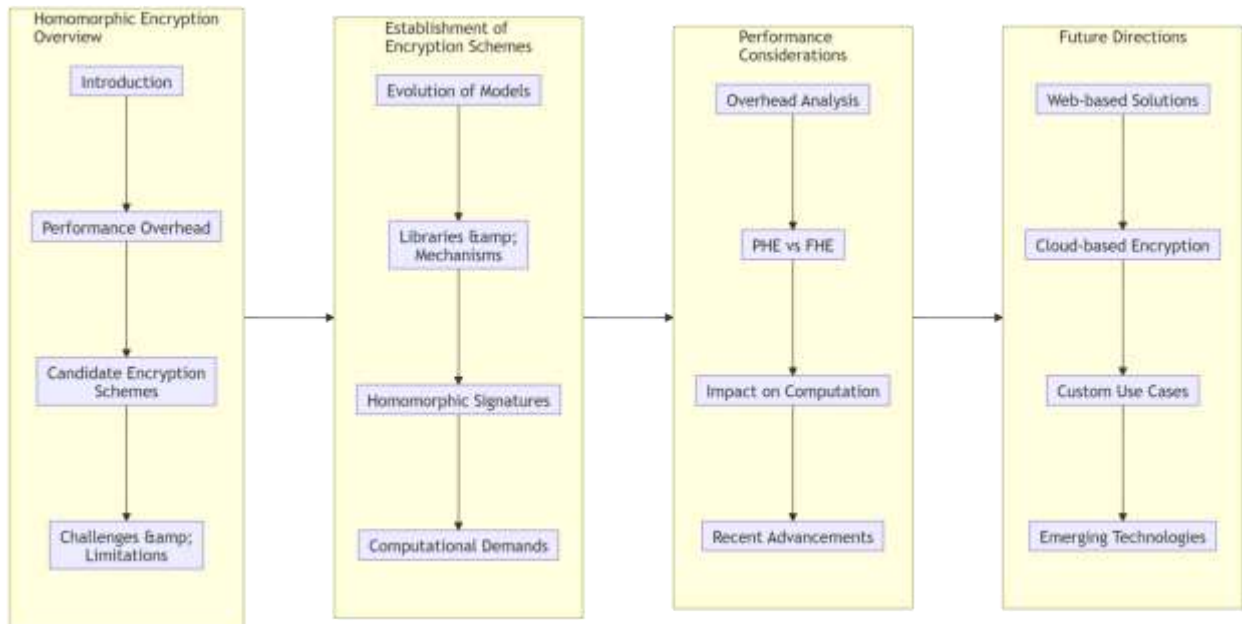 Homomorphic Encryption
Overview
Introduction
Performance Overhead
Candidate Encryption
Schemes
Challenges &amp;
Limitations
Establishment of
Encryption Schemes
Evolution of Models
Libraries &amp;
Mechanisms
Homomorphic Signatures
Computational Demands
Performance
Considerations
Overhead Analysis
PHE vs FHE
Impact on Computation
Recent Advancements
Future Directions
Web-based Solutions
Cloud-based Encryption
Custom Use Cases
Emerging Technologies